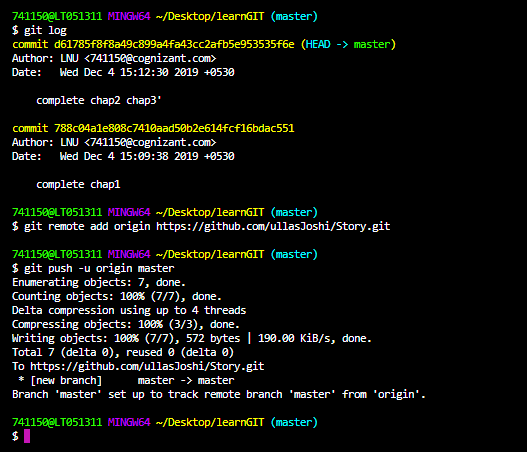 741150@LT051311 MINGW64 ~/Desktop/learnGIT (master)
$ git log
commit d61785f8f8a49c899a4fa43cc2afb5e953535f6e (HEAD -> master)
Author: LNU <741150@cognizant.com>
Date:   Wed Dec 4 15:12:30 2019 +0530

    complete chap2 chap3'

commit 788c04a1e808c7410aad50b2e614fcf16bdac551
Author: LNU <741150@cognizant.com>
Date:   Wed Dec 4 15:09:38 2019 +0530

    complete chap1

741150@LT051311 MINGW64 ~/Desktop/learnGIT (master)
$ git remote add origin https://github.com/ullasJoshi/Story.git

741150@LT051311 MINGW64 ~/Desktop/learnGIT (master)
$ git push -u origin master
Enumerating objects: 7, done.
Counting objects: 100% (7/7), done.
Delta compression using up to 4 threads
Compressing objects: 100% (3/3), done.
Writing objects: 100% (7/7), 572 bytes | 190.00 KiB/s, done.
Total 7 (delta 0), reused 0 (delta 0)
To https://github.com/ullasJoshi/Story.git
 * [new branch]      master -> master
Branch 'master' set up to track remote branch 'master' from 'origin'.

741150@LT051311 MINGW64 ~/Desktop/learnGIT (master)
$